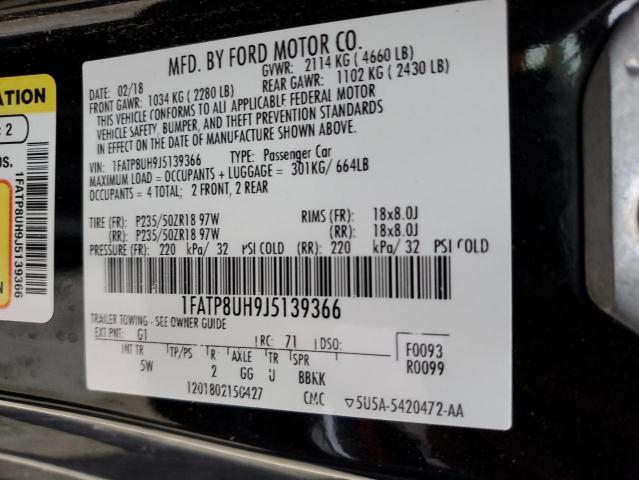 MFD. BY FORD MOTOR CO.
DATE: 02/18 GVWR: 2114 KG (4660 LB)
FRONT GAWR: 1034 KG (2280 LB) REAR GAWR: 1102 KG (2430 LB)
THIS VEHICLE CONFORMS TO ALL APPLICABLE FEDERAL MOTOR
VEHICLE SAFETY, BUMPER, AND THEFT PREVENTION STANDARDS
IN EFFECT ON THE DATE OF MANUFACTURE SHOWN ABOVE.
VIN: 1FATP8UH9J5139366 TYPE: Passenger Car
MAXIMUM LOAD = OCCUPANTS + LUGGAGE = 301KG/ 664LB
OCCUPANTS = 4 TOTAL: 2 FRONT, 2 REAR
TIRE (FR): P235/50ZR18 97W RIMS (FR): 18x8.0J
(RR): P235/50ZR18 97W (RR): 18x8.0J
PRESSURE (FR): 220 kPa/ 32 PSI COLD (RR): 220 kPa/ 32 PSI COLD
1FATP8UH9J5139366
TRAILER TOWING - SEE OWNER GUIDE
EXT PNT: G1 RC: 71 DSO: F0093
INT TR TP/PS R AXLE TR SPR R0099
5W 2 GG U BBKK
CMC 5U5A-5420472-AA
ATION
: 2
OS.
1FATP8UH9J5139366